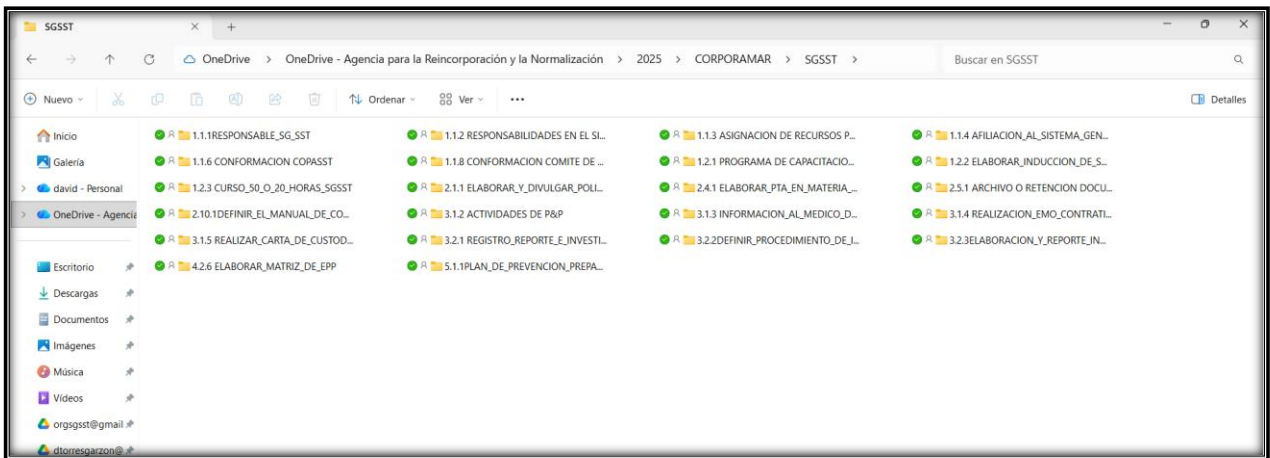 SGSST
OneDrive > OneDrive - Agencia para la Reincorporación y la Normalización > 2025 > CORPORAMAR > SGSST >
Buscar en SGSST
Nuevo
Ordenar
Ver
Detalles
Inicio
Galería
david - Personal
OneDrive - Agencia
Escritorio
Descargas
Documentos
Imágenes
Música
Vídeos
orgsgsst@gmail
dtorresgarzon@
1.1.1RESPONSABLE_SG_SST
1.1.2 RESPONSABILIDADES EN EL SI...
1.1.3 ASIGNACION DE RECURSOS P...
1.1.4 AFILIACION_AL_SISTEMA_GEN...
1.1.6 CONFORMACION COPASST
1.1.8 CONFORMACION COMITE DE ...
1.2.1 PROGRAMA DE CAPACITACIO...
1.2.2 ELABORAR_INDUCCION_DE_S...
1.2.3 CURSO_50_O_20_HORAS_SGSST
2.1.1 ELABORAR_Y_DIVULGAR_POLI...
2.4.1 ELABORAR_PTA_EN_MATERIA_...
2.5.1 ARCHIVO O RETENCION DOCU...
2.10.1DEFINIR_EL_MANUAL_DE_CO...
3.1.2 ACTIVIDADES DE P&P
3.1.3 INFORMACION_AL_MEDICO_D...
3.1.4 REALIZACION_EMO_CONTRATI...
3.1.5 REALIZAR_CARTA_DE_CUSTOD...
3.2.1 REGISTRO_REPORTE_E_INVESTI...
3.2.2DEFINIR_PROCEDIMIENTO_DE_I...
3.2.3ELABORACION_Y_REPORTE_IN...
4.2.6 ELABORAR_MATRIZ_DE_EPP
5.1.1PLAN_DE_PREVENCION_PREPA...